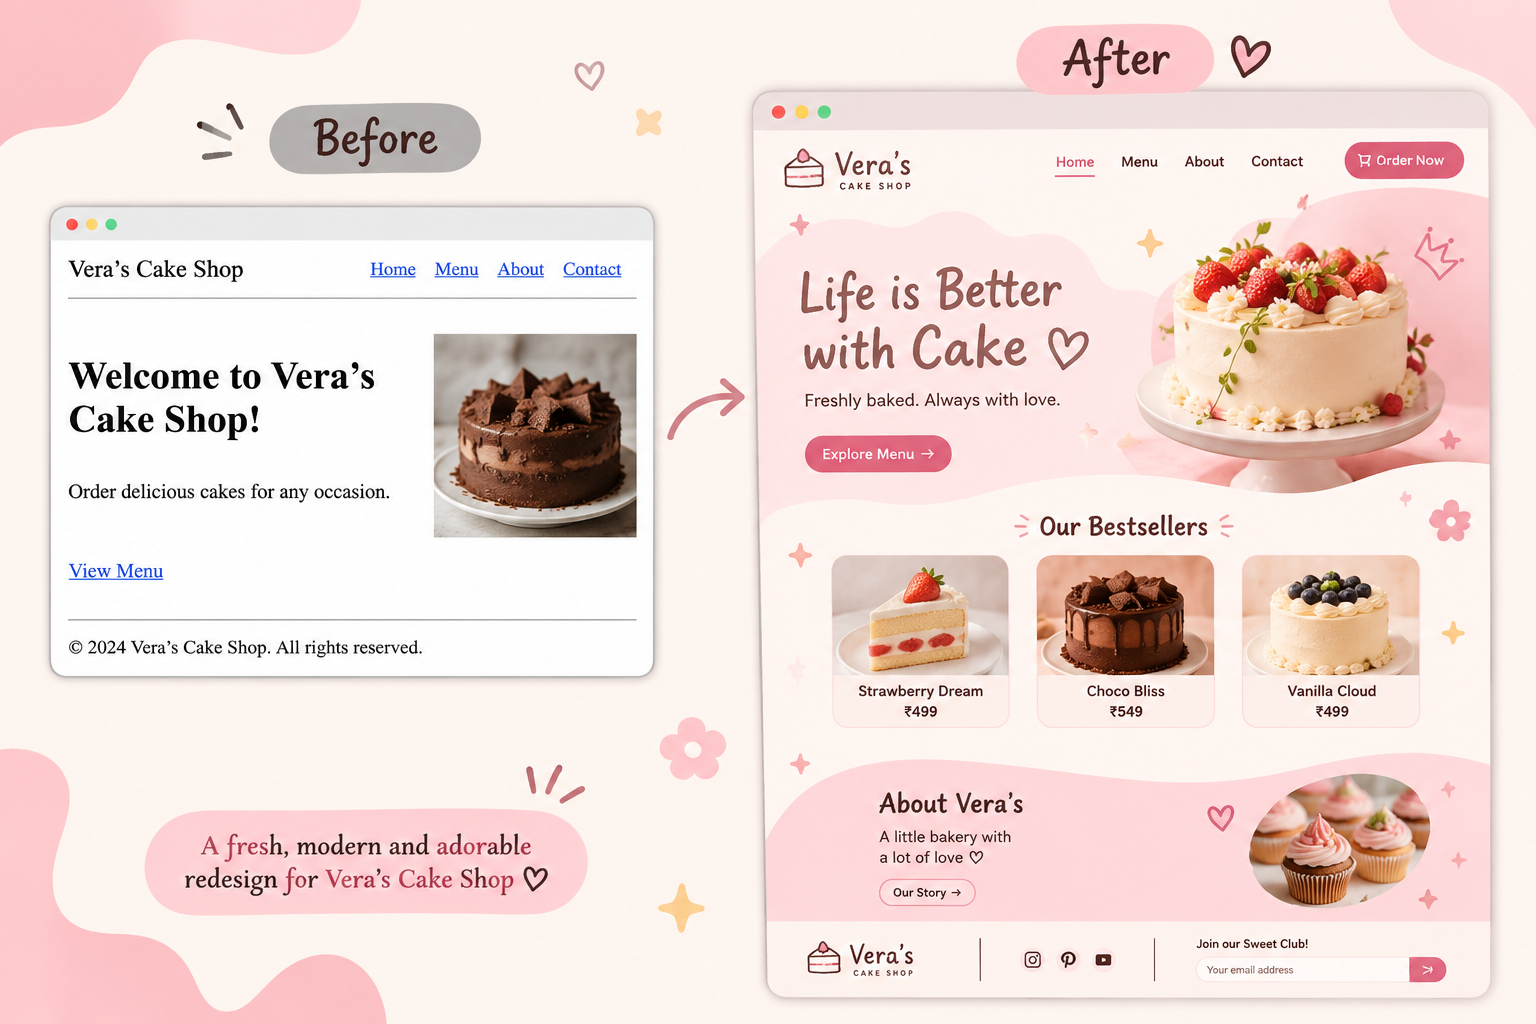 Before
Vera's Cake Shop
Home Menu About Contact
Welcome to Vera's
Cake Shop!
Order delicious cakes for any occasion.
View Menu
© 2024 Vera's Cake Shop. All rights reserved.
A fresh, modern and adorable
redesign for Vera's Cake Shop ♡
After
Vera's
CAKE SHOP
Home Menu About Contact
Order Now
Life is Better
with Cake ♡
Freshly baked. Always with love.
Explore Menu →
Our Bestsellers
Strawberry Dream
₹499
Choco Bliss
₹549
Vanilla Cloud
₹499
About Vera's
A little bakery with
a lot of love ♡
Our Story →
Vera's
CAKE SHOP
Join our Sweet Club!
Your email address